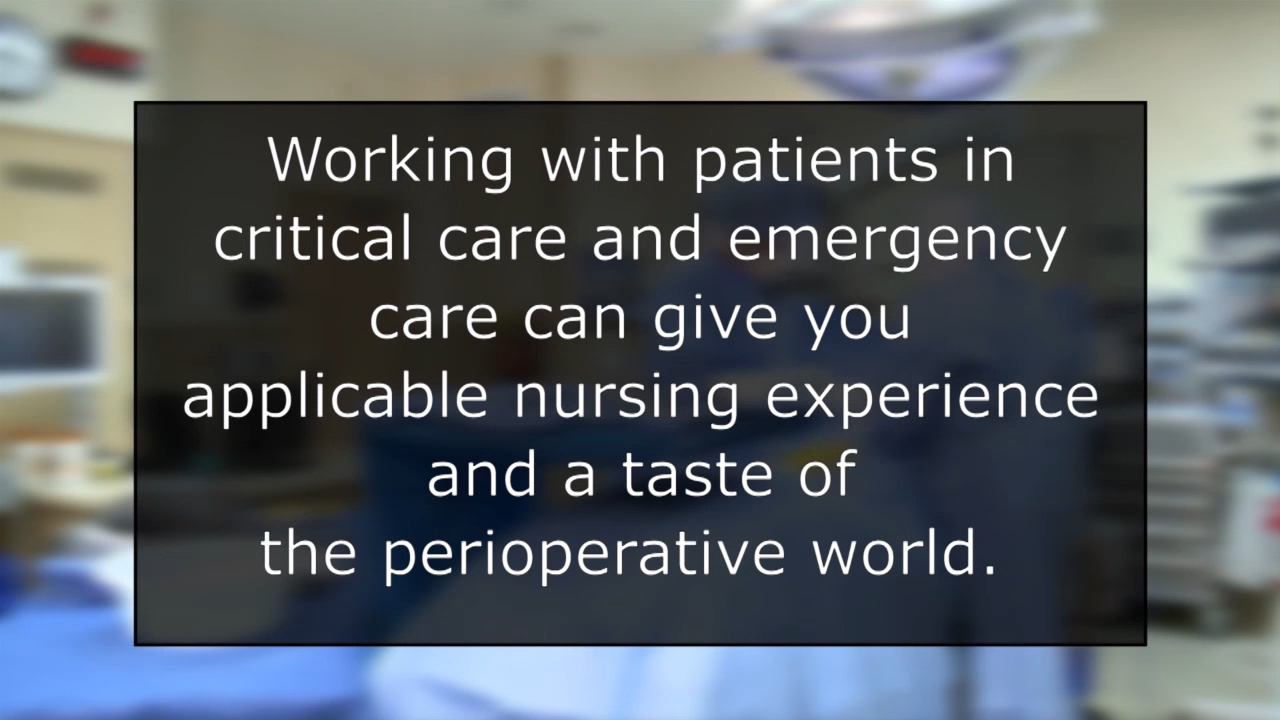 Working with patients in
critical care and emergency
care can give you
applicable nursing experience
and a taste of
the perioperative world.